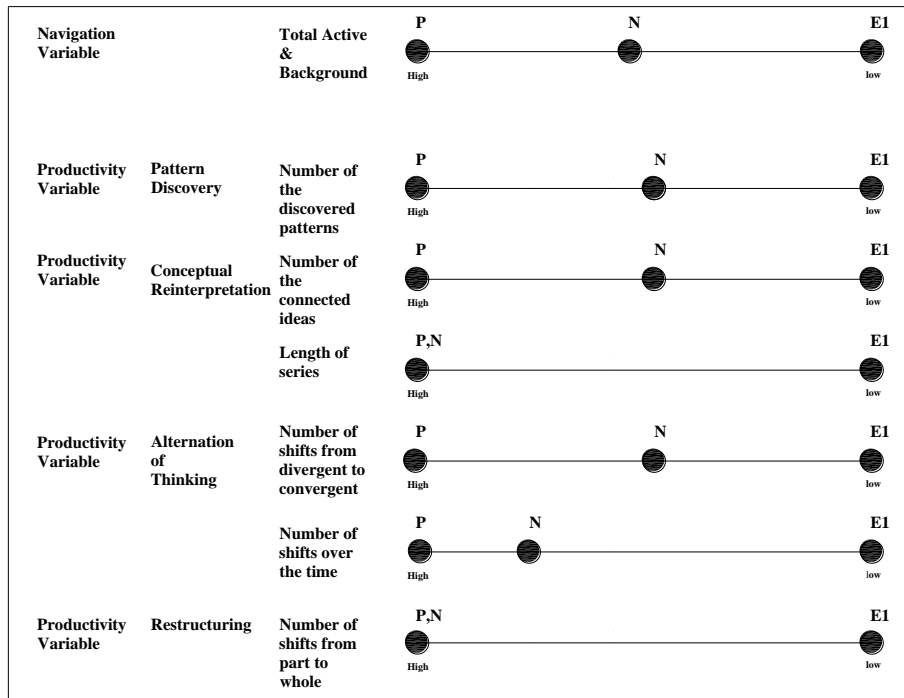 P N E1
Navigation Total Active
Variable &
Background
High low
P N E1
Productivity Pattern Number of
Variable Discovery the
discovered
patterns
High low
P N E1
Productivity Conceptual Number of
Variable Reinterpretation the
connected
ideas
High low
P,N E1
Length of
series
High low
P N E1
Productivity Alternation Number of
Variable of shifts from
Thinking divergent to
convergent
High low
P N E1
Number of
shifts over
the time
High low
P,N E1
Productivity Restructuring Number of
Variable shifts from
part to
whole
High low